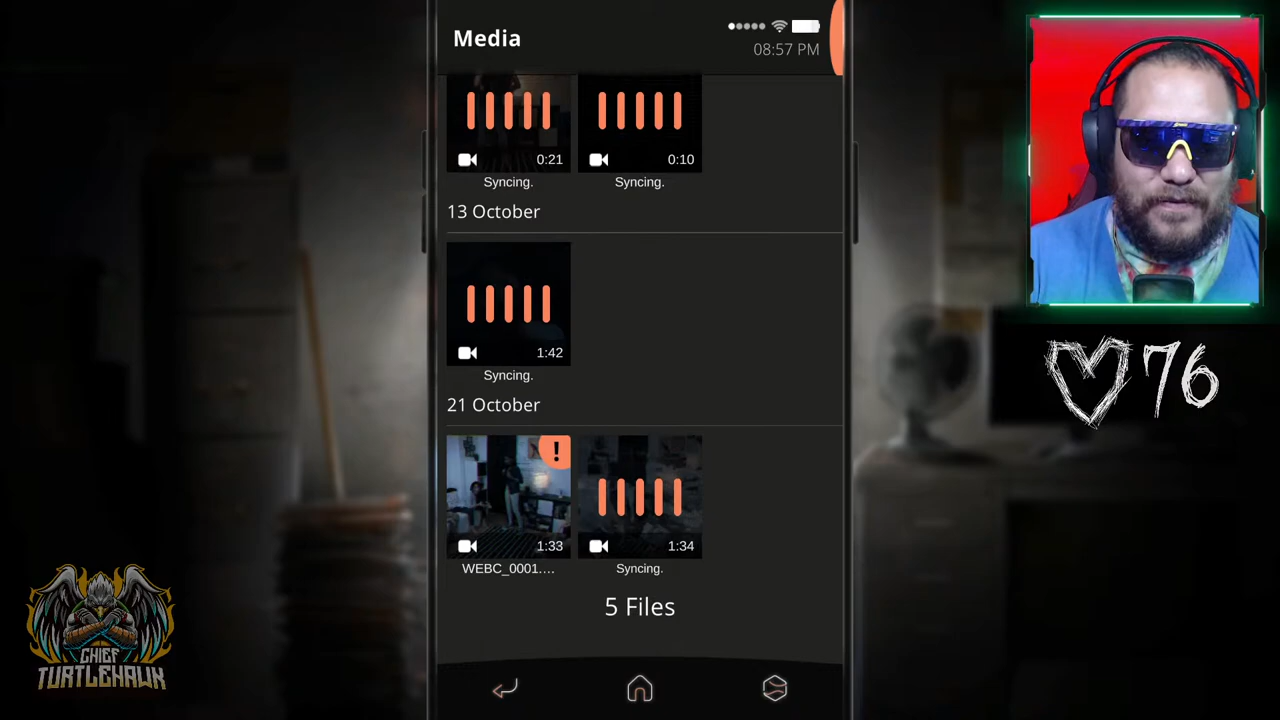 Media
08:57 PM
0:21
0:10
Syncing.
Syncing.
13 October
1:42
Syncing.
21 October
!
1:33
1:34
WEBC_0001....
Syncing.
5 Files
76
CHIEF
TURTLEHAWK